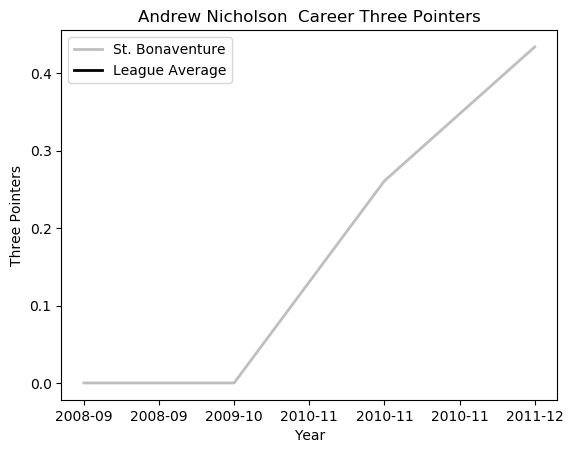 Andrew Nicholson  Career Three Pointers
St. Bonaventure
League Average
Three Pointers
0.4
0.3
0.2
0.1
0.0
2008-09 2008-09 2009-10 2010-11 2010-11 2010-11 2011-12
Year